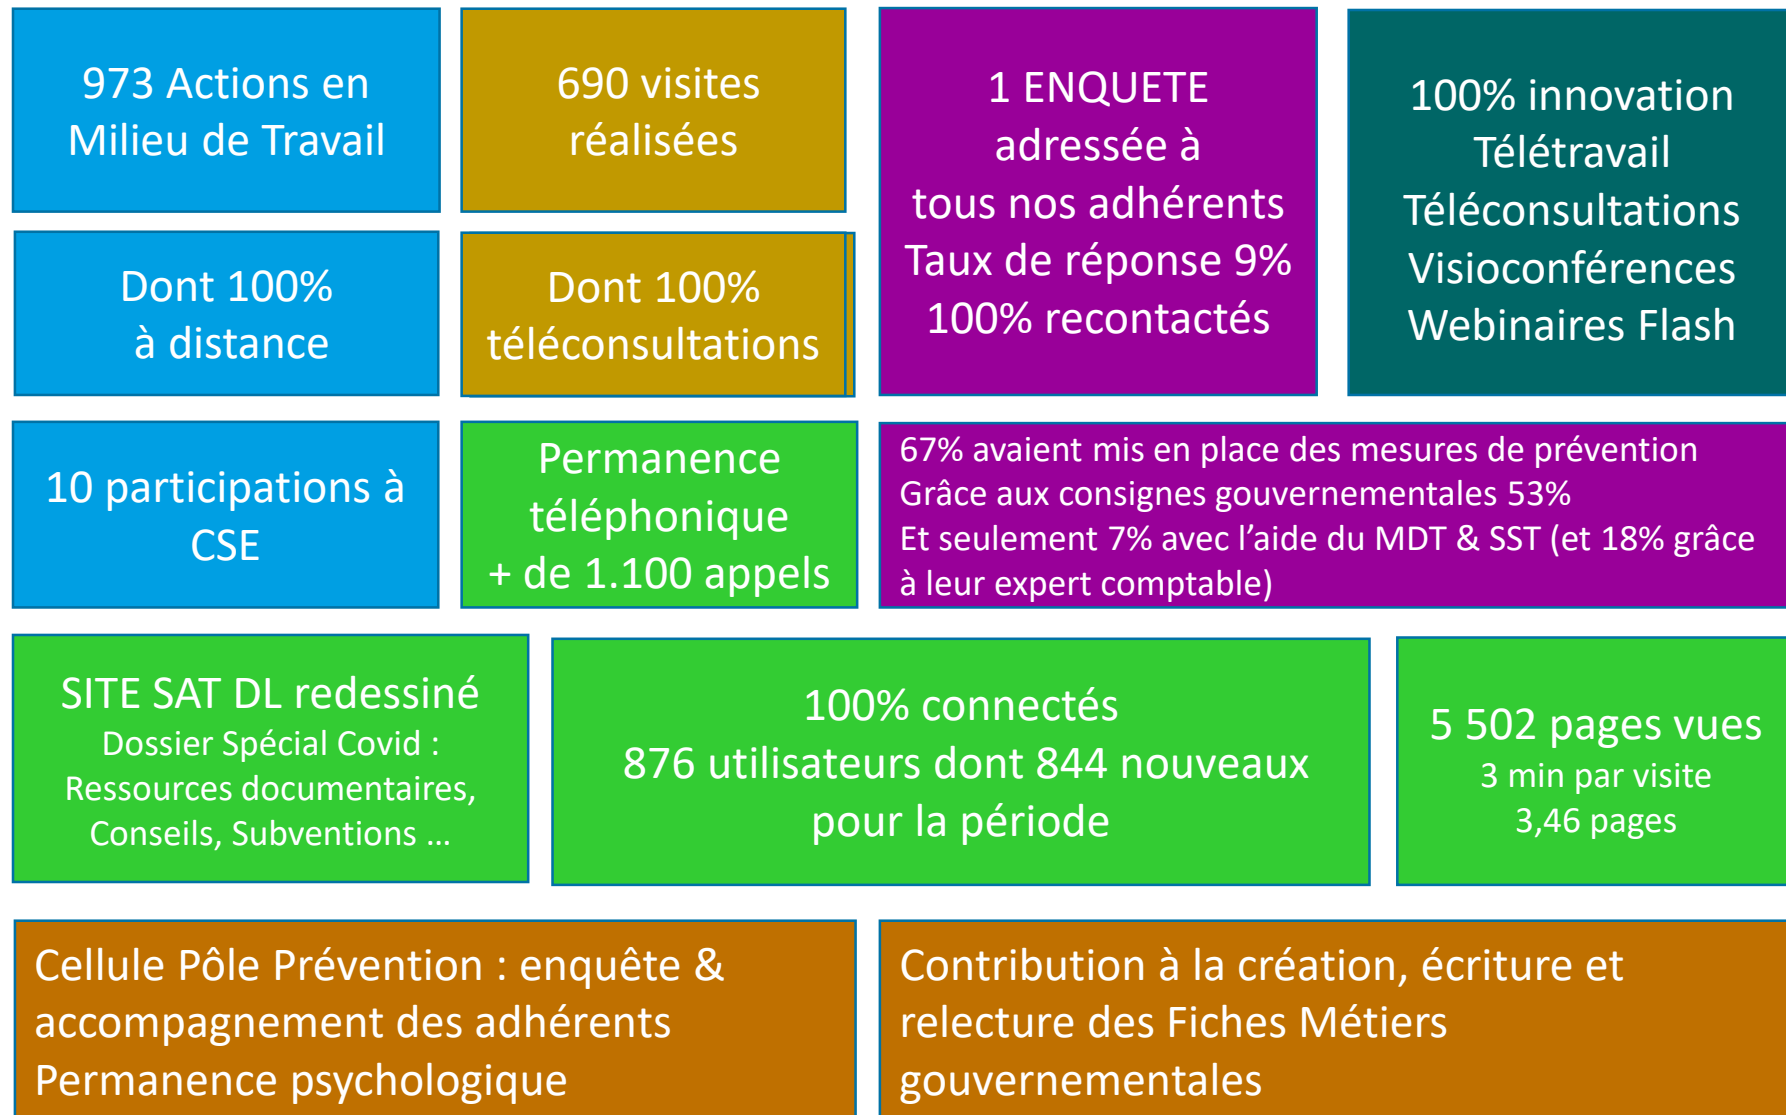 973 Actions en
Milieu de Travail
690 visites
réalisées
1 ENQUETE
adressée à
tous nos adhérents
Taux de réponse 9%
100% recontactés
100% innovation
Télétravail
Téléconsultations
Visioconférences
Webinaires Flash
Dont 100%
à distance
Dont 100%
téléconsultations
10 participations à
CSE
Permanence
téléphonique
+ de 1.100 appels
67% avaient mis en place des mesures de prévention
Grâce aux consignes gouvernementales 53%
Et seulement 7% avec l’aide du MDT & SST (et 18% grâce
à leur expert comptable)
SITE SAT DL redessiné
Dossier Spécial Covid :
Ressources documentaires,
Conseils, Subventions ...
100% connectés
876 utilisateurs dont 844 nouveaux
pour la période
5 502 pages vues
3 min par visite
3,46 pages
Cellule Pôle Prévention : enquête &
accompagnement des adhérents
Permanence psychologique
Contribution à la création, écriture et
relecture des Fiches Métiers
gouvernementales